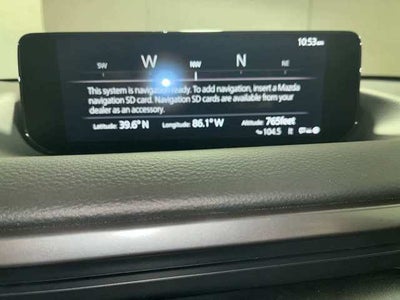 10:53AM
SW W NW N NE
This system is navigation ready. To add navigation, insert a Mazda
navigation SD card. Navigation SD cards are available from your
dealer as an accessory.
Latitude: 39.6° N Longitude: 86.1° W Altitude: 765feet
104.5